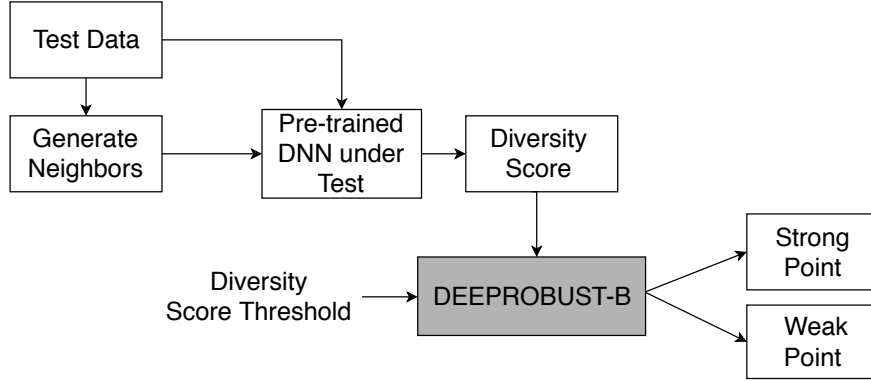 Test Data
Generate
Neighbors
Pre-trained
DNN under
Test
Diversity
Score
Diversity
Score Threshold
DEEPROBUST-B
Strong
Point
Weak
Point